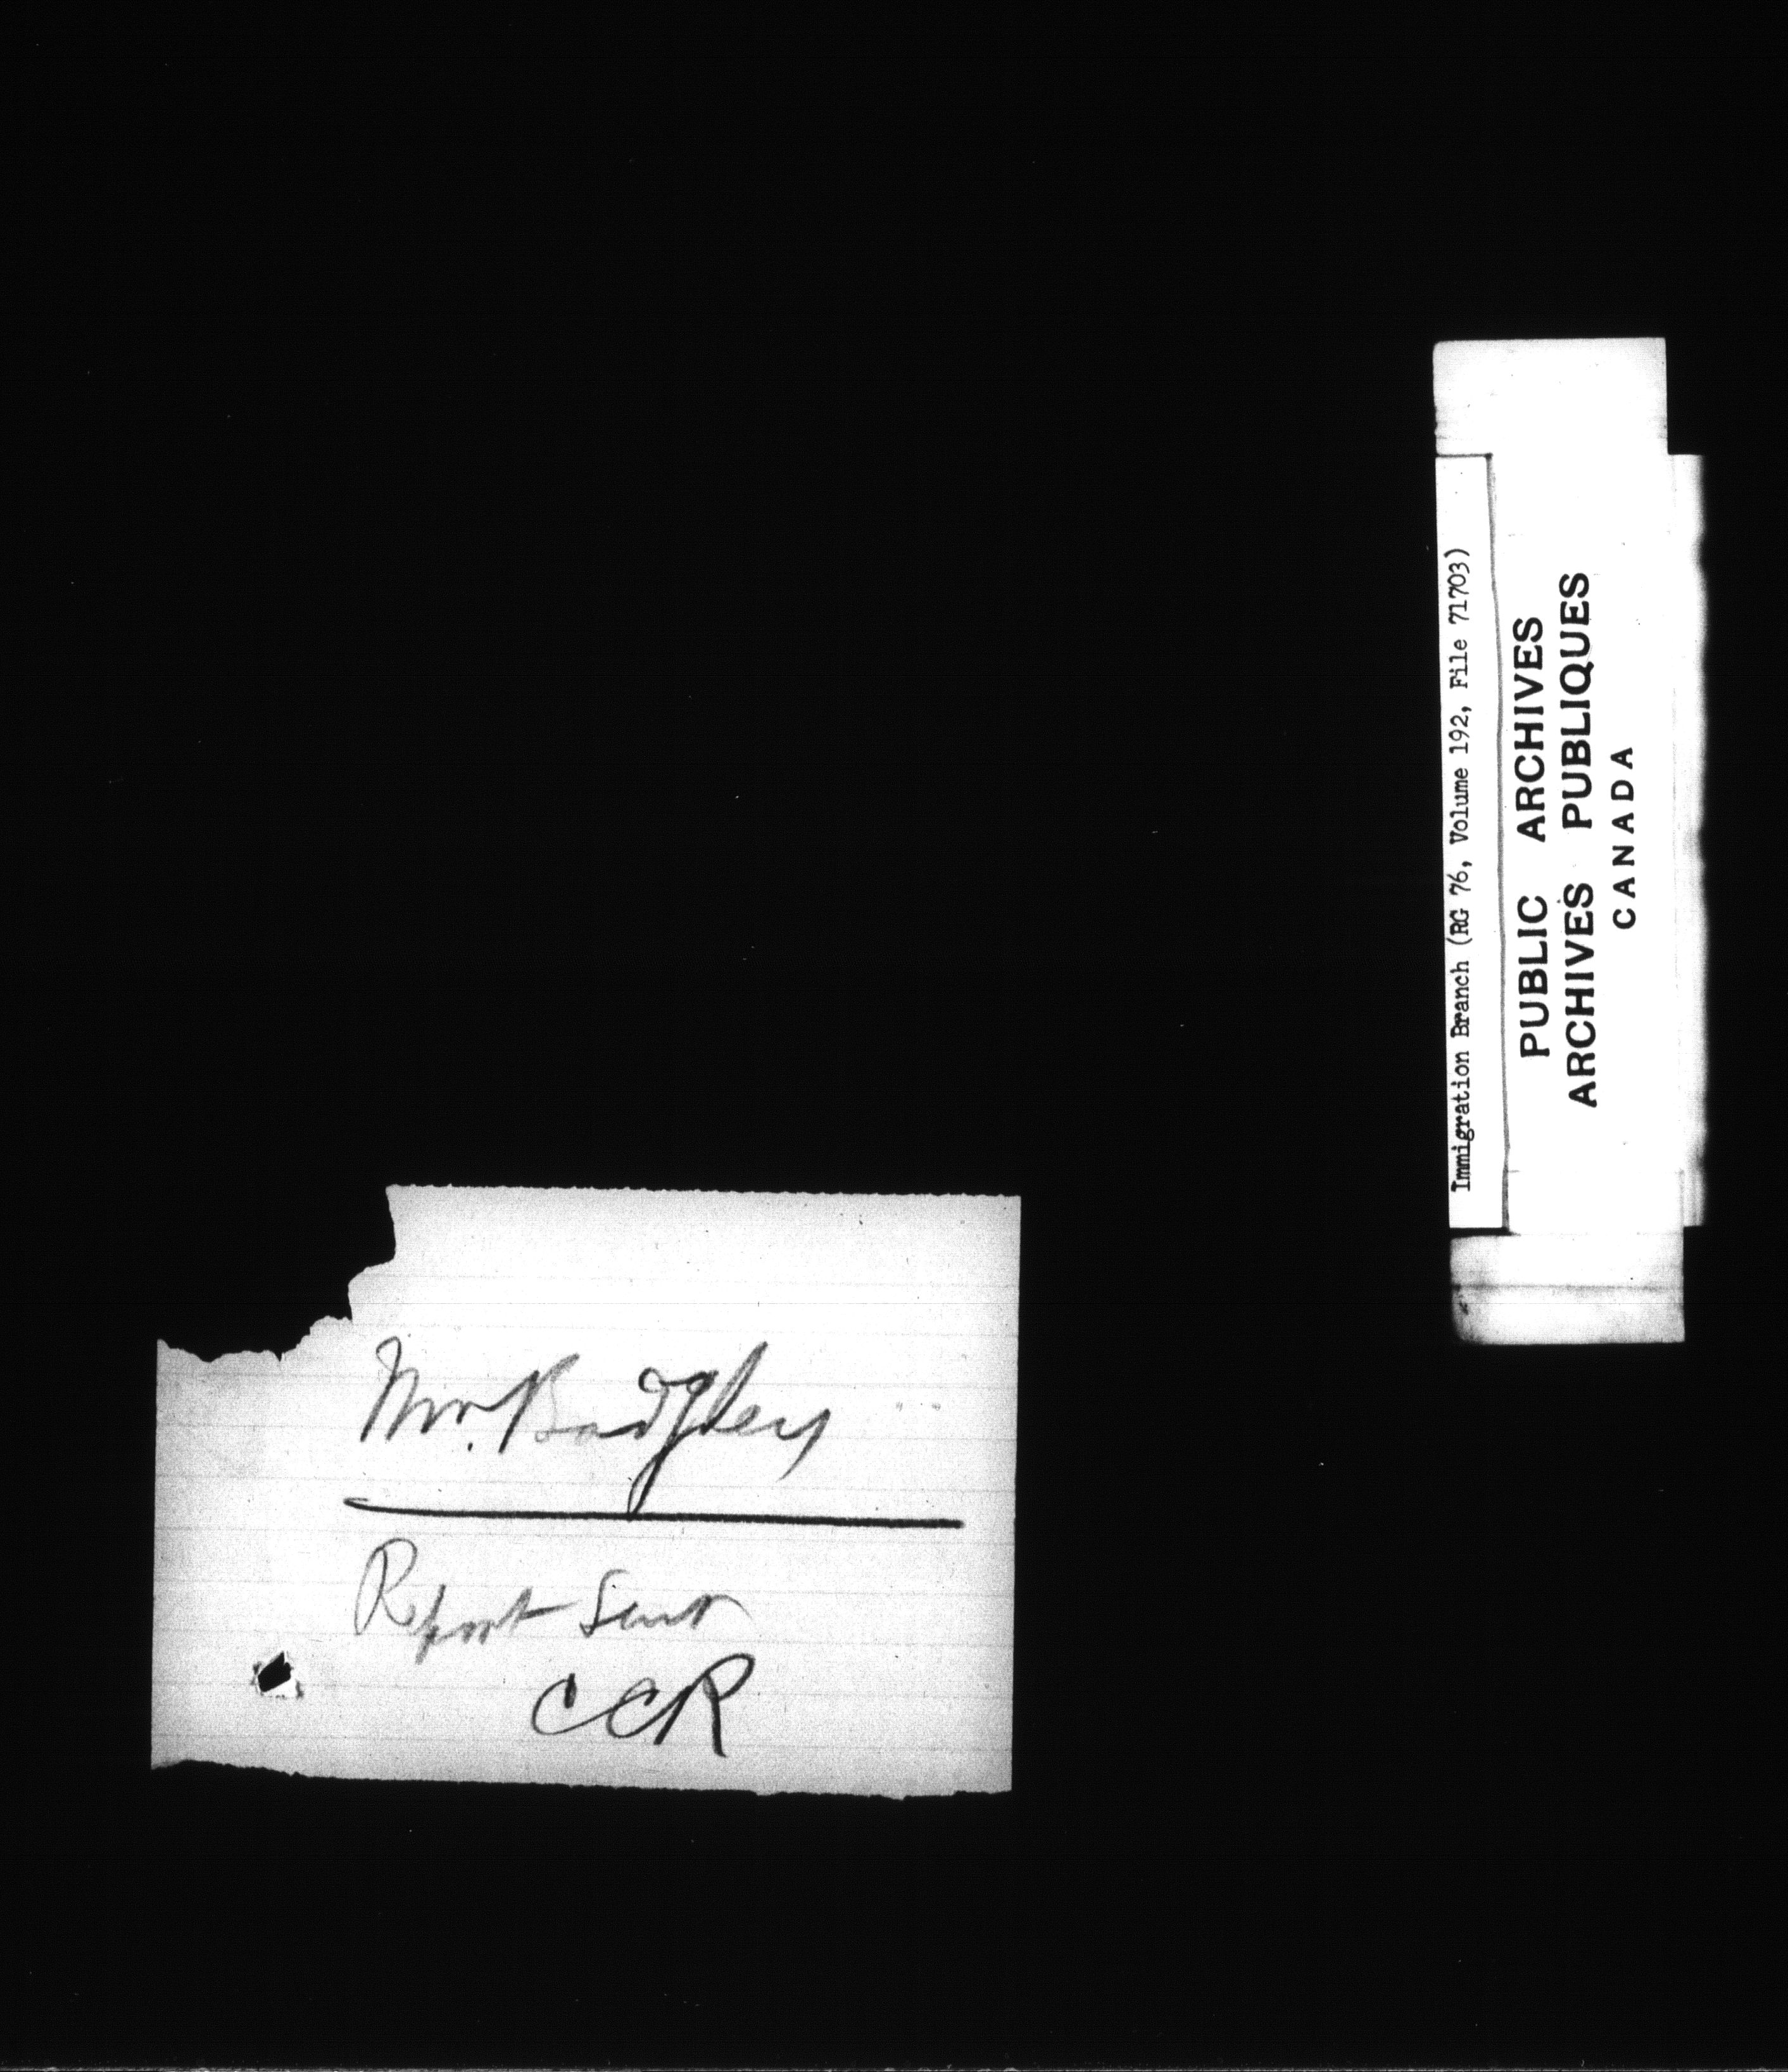 Mr. Badgley
Report Sent
CCR
Immigration Branch (RG 76, Volume 192, File 71703)
PUBLIC ARCHIVES
ARCHIVES PUBLIQUES
CANADA